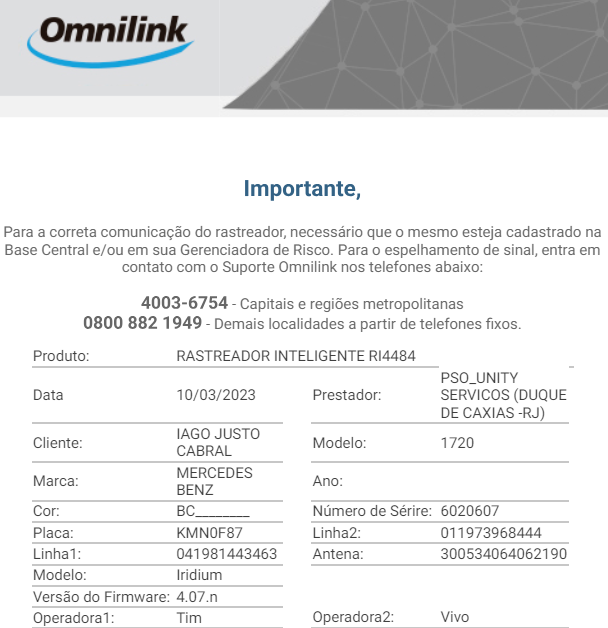 Omnilink
Importante,
Para a correta comunicação do rastreador, necessário que o mesmo esteja cadastrado na
Base Central e/ou em sua Gerenciadora de Risco. Para o espelhamento de sinal, entra em
contato com o Suporte Omnilink nos telefones abaixo:
4003-6754 - Capitais e regiões metropolitanas
0800 882 1949 - Demais localidades a partir de telefones fixos.
Produto: RASTREADOR INTELIGENTE RI4484
Data 10/03/2023 Prestador: PSO_UNITY
SERVICOS (DUQUE
DE CAXIAS -RJ)
Cliente: IAGO JUSTO
CABRAL
Modelo: 1720
Marca: MERCEDES
BENZ
Ano:
Cor: BC________ Número de Sérire: 6020607
Placa: KMN0F87 Linha2: 011973968444
Linha1: 041981443463 Antena: 300534064062190
Modelo: Iridium
Versão do Firmware: 4.07.n
Operadora1: Tim Operadora2: Vivo